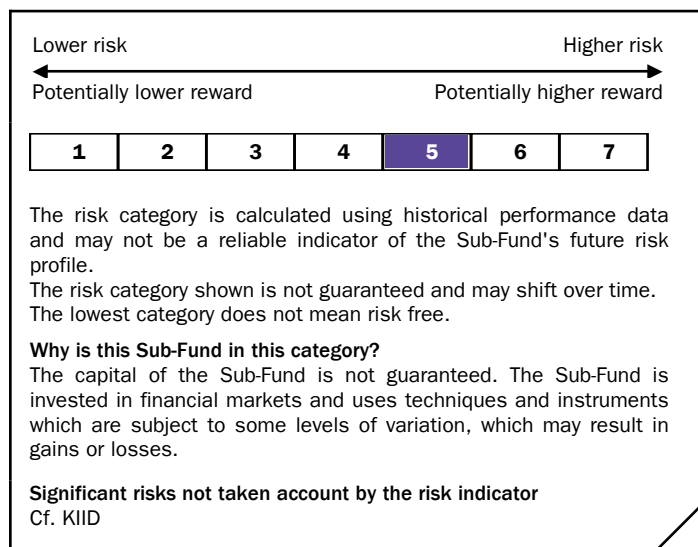 Lower risk Higher risk
Potentially lower reward Potentially higher reward
1 2 3 4 5 6 7
The risk category is calculated using historical performance data
and may not be a reliable indicator of the Sub-Fund's future risk
profile.
The risk category shown is not guaranteed and may shift over time.
The lowest category does not mean risk free.
Why is this Sub-Fund in this category?
The capital of the Sub-Fund is not guaranteed. The Sub-Fund is
invested in financial markets and uses techniques and instruments
which are subject to some levels of variation, which may result in
gains or losses.
Significant risks not taken account by the risk indicator
Cf. KIID